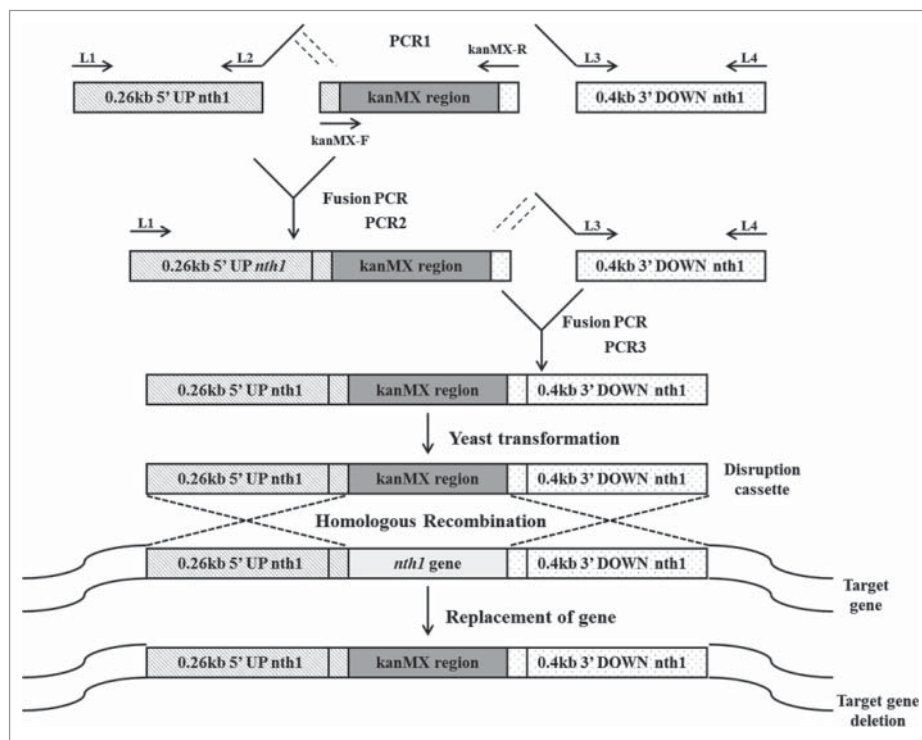 PCR1
L1
L2
kanMX-R
L3
L4
0.26kb 5' UP nth1
kanMX region
0.4kb 3' DOWN nth1
kanMX-F
Fusion PCR
PCR2
L1
L3
L4
0.26kb 5' UP nth1
kanMX region
0.4kb 3' DOWN nth1
Fusion PCR
PCR3
0.26kb 5' UP nth1
kanMX region
0.4kb 3' DOWN nth1
Yeast transformation
0.26kb 5' UP nth1
kanMX region
0.4kb 3' DOWN nth1
Disruption
cassette
Homologous Recombination
0.26kb 5' UP nth1
nth1 gene
0.4kb 3' DOWN nth1
Target
gene
Replacement of gene
0.26kb 5' UP nth1
kanMX region
0.4kb 3' DOWN nth1
Target gene
deletion